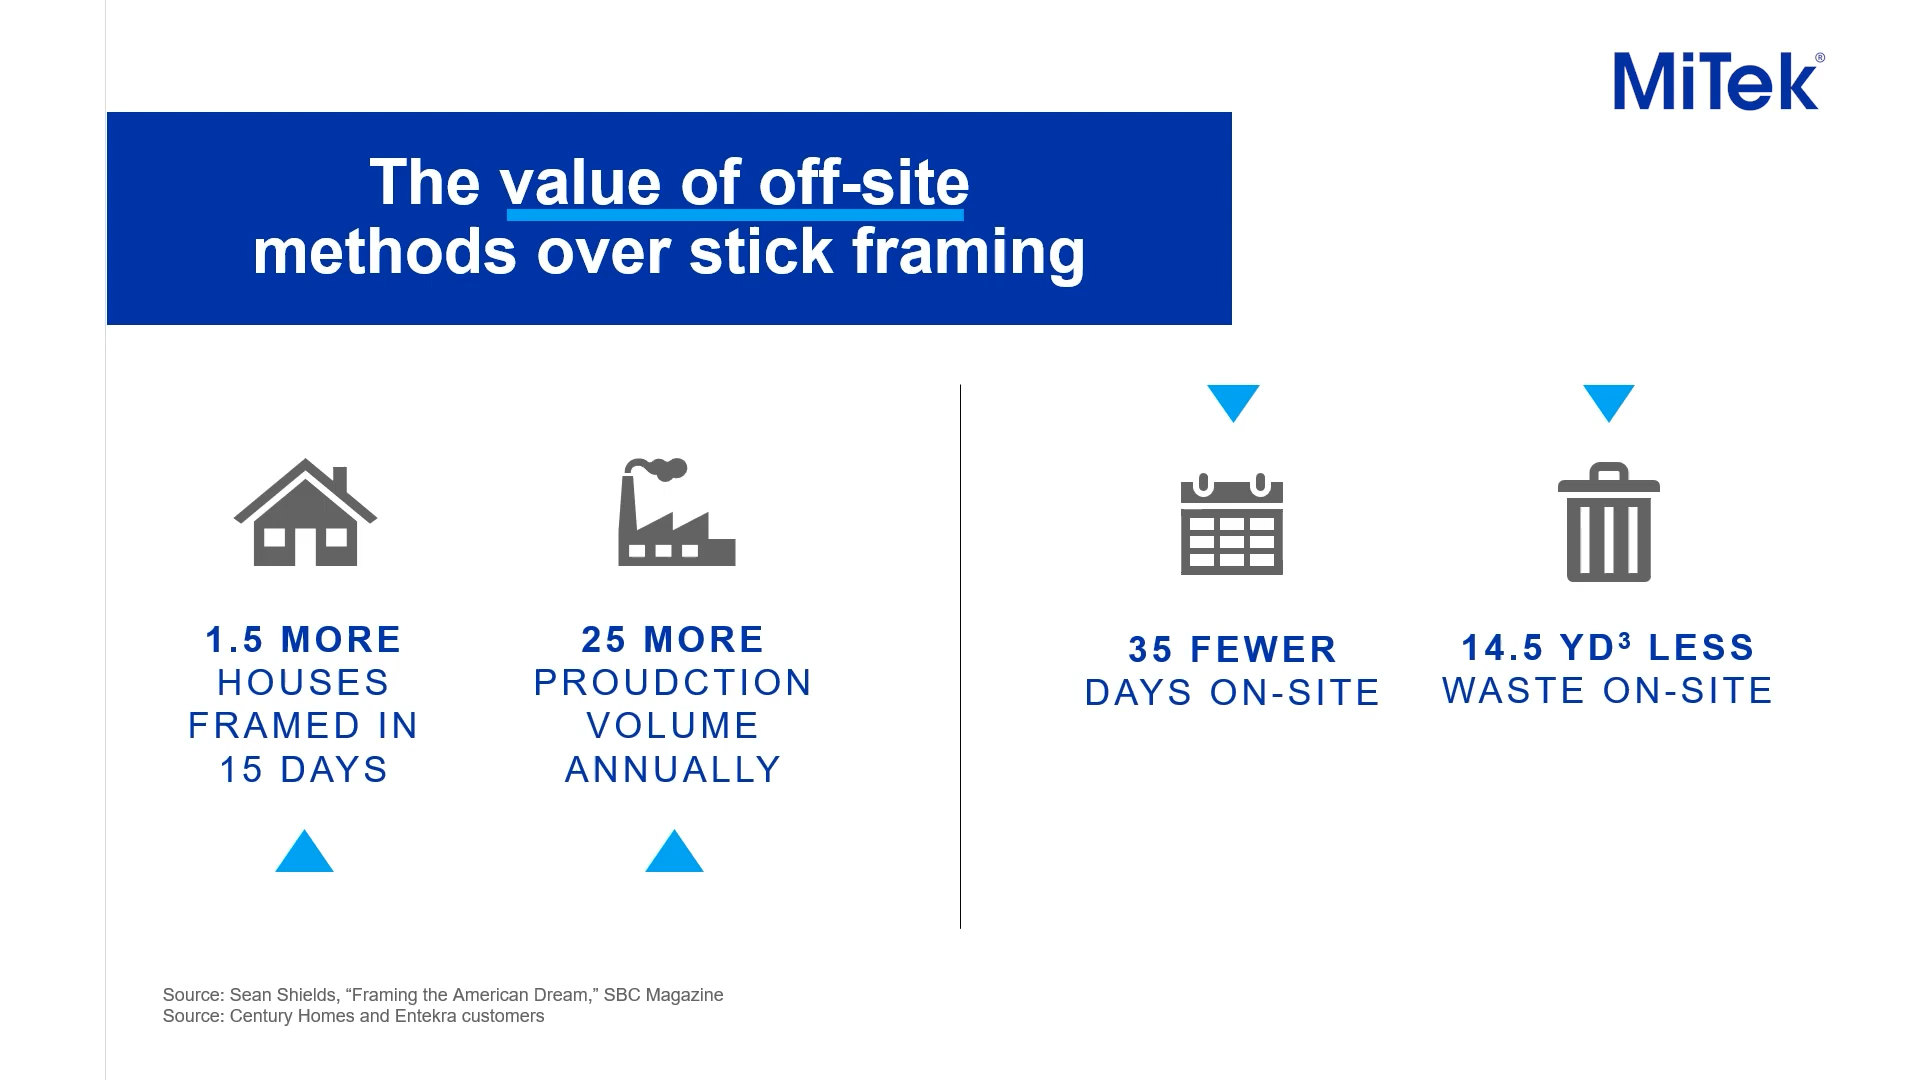 MiTek®
The value of off-site
methods over stick framing
1.5 MORE
HOUSES
FRAMED IN
15 DAYS
25 MORE
PROUDCTION
VOLUME
ANNUALLY
35 FEWER
DAYS ON-SITE
14.5 YD³ LESS
WASTE ON-SITE
Source: Sean Shields, “Framing the American Dream,” SBC Magazine
Source: Century Homes and Entekra customers